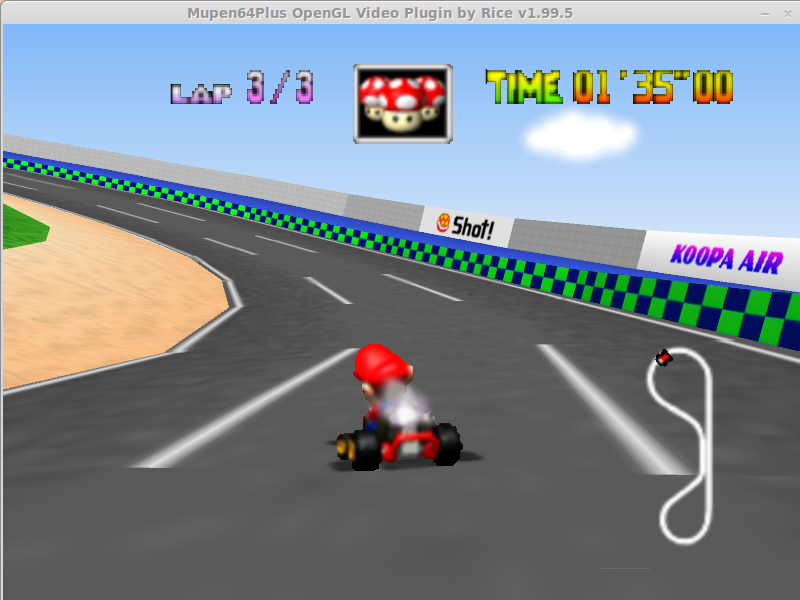 Mupen64Plus OpenGL Video Plugin by Rice v1.99.5
LAP 3/3
TIME 01'35"00
Shot!
KOOPA AIR